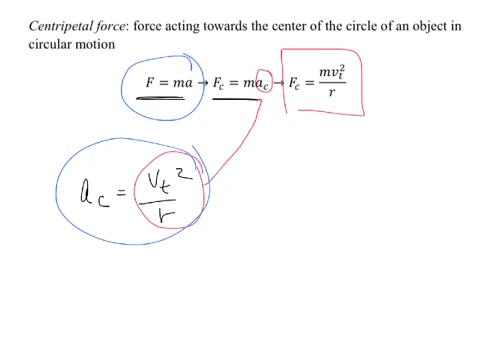 Centripetal force: force acting towards the center of the circle of an object in
circular motion
F = ma → F_c = ma_c → F_c = mv_t^2 / r
a_c = v_t^2 / r